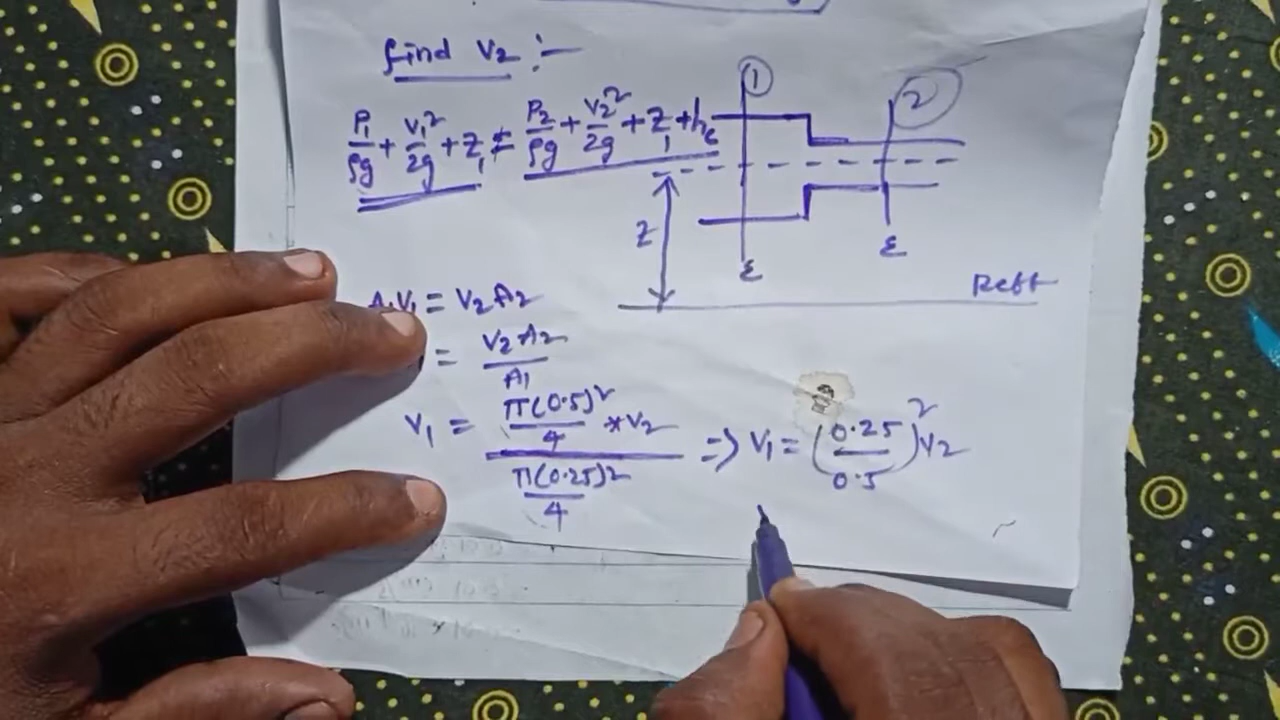 find V₂ :-
P₁/ρg + V₁²/2g + Z₁ ≠ P₂/ρg + V₂²/2g + Z₁ + hc
1
2
Z
ε
ε
Reff
A₁V₁ = V₂A₂
= V₂A₂/A₁
V₁ = (π(0.5)²/4 * V₂)/(π(0.25)²/4) => V₁ = (0.25/0.5)² V₂